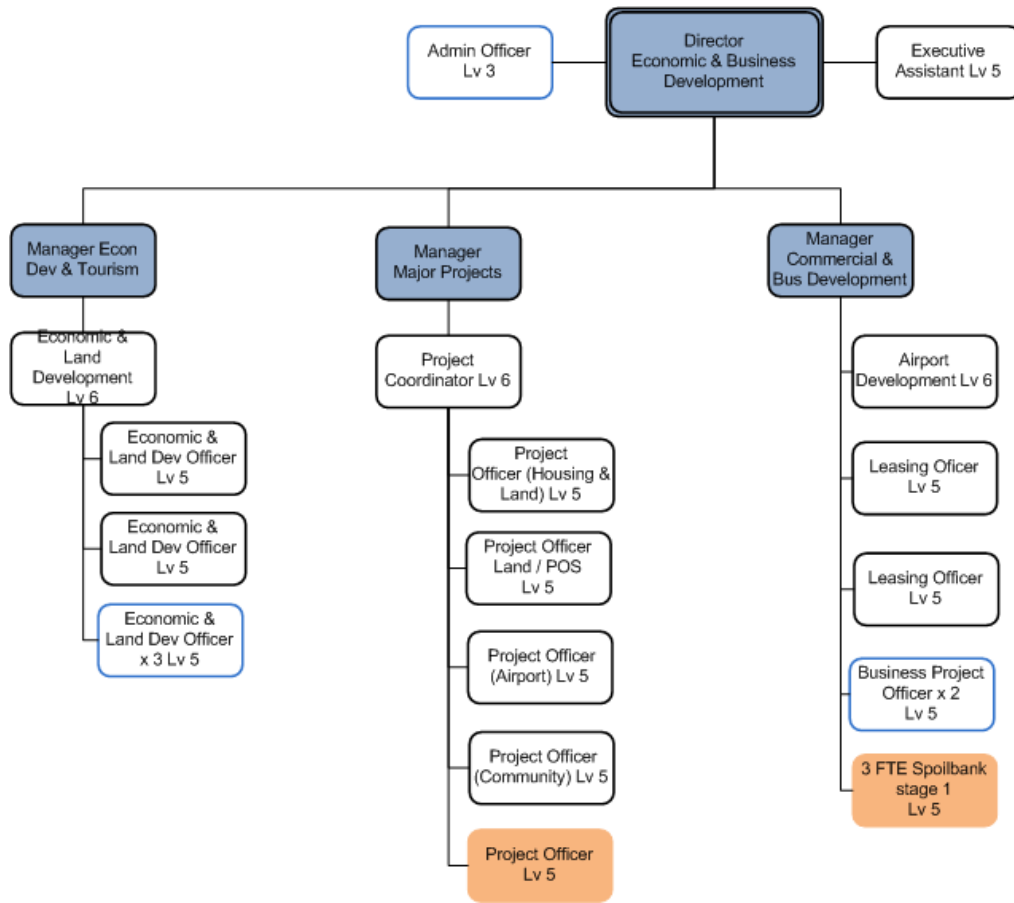 Admin Officer
Lv 3
Director
Economic & Business
Development
Executive
Assistant Lv 5
Manager Econ
Dev & Tourism
Manager
Major Projects
Manager
Commercial &
Bus Development
Economic &
Land
Development
Lv 6
Economic &
Land Dev Officer
Lv 5
Economic &
Land Dev Officer
Lv 5
Economic &
Land Dev Officer
x 3 Lv 5
Project
Coordinator Lv 6
Project
Officer (Housing &
Land) Lv 5
Project Officer
Land / POS
Lv 5
Project Officer
(Airport) Lv 5
Project Officer
(Community) Lv 5
Project Officer
Lv 5
Airport
Development Lv 6
Leasing Oficer
Lv 5
Leasing Officer
Lv 5
Business Project
Officer x 2
Lv 5
3 FTE Spoilbank
stage 1
Lv 5